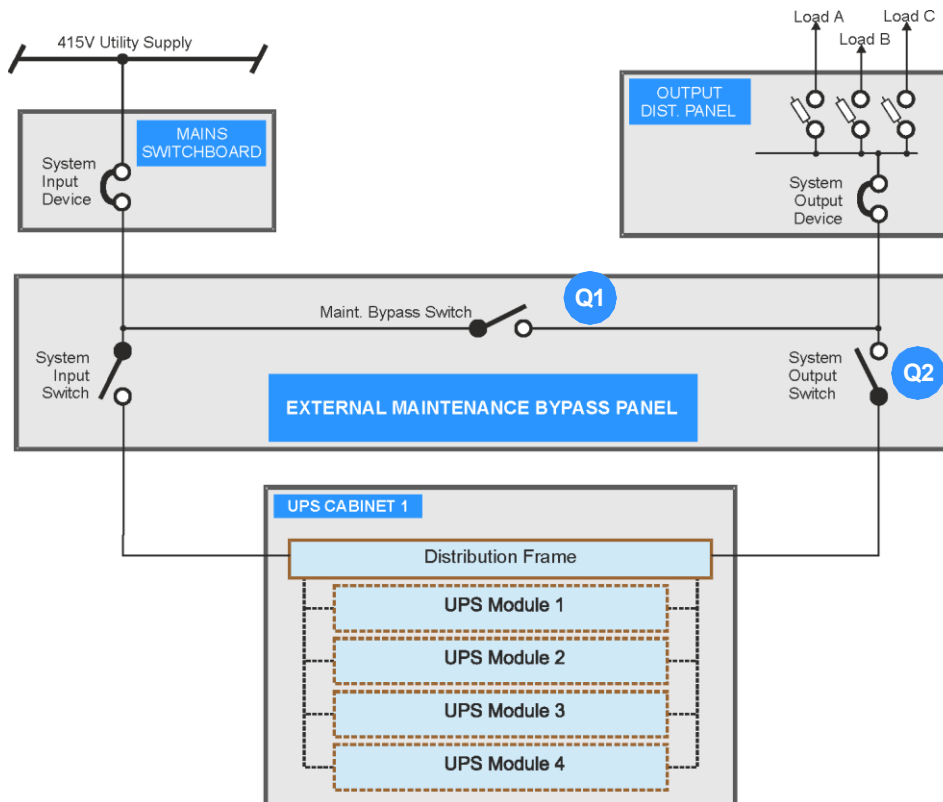 415V Utility Supply
MAINS
SWITCHBOARD
System
Input
Device
Load A
Load B
Load C
OUTPUT
DIST. PANEL
System
Output
Device
Maint. Bypass Switch
Q1
System
Input
Switch
EXTERNAL MAINTENANCE BYPASS PANEL
System
Output
Switch
Q2
UPS CABINET 1
Distribution Frame
UPS Module 1
UPS Module 2
UPS Module 3
UPS Module 4